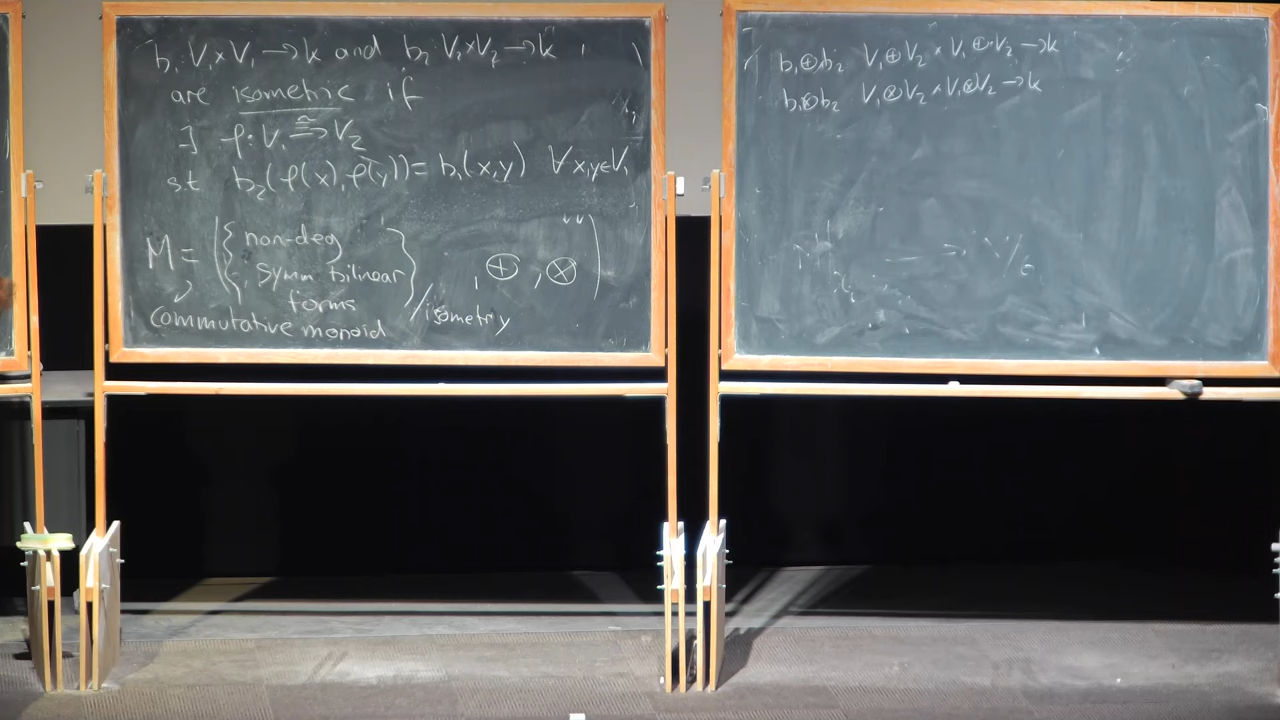 b₁ V₁×V₁ → k and b₂ V₂×V₂ → k
are isometric if
∃ φ: V₁ ≅→ V₂
st b₂(φ(x), φ(y)) = b₁(x,y) ∀ x,y∈V₁
M = ({ non-deg
symm bilinear
forms } / isometry , ⊕ , ⊗ )
commutative monoid
b₁⊕b₂ V₁⊕V₂ × V₁⊕V₂ → k
b₁⊗b₂ V₁⊗V₂ × V₁⊗V₂ → k